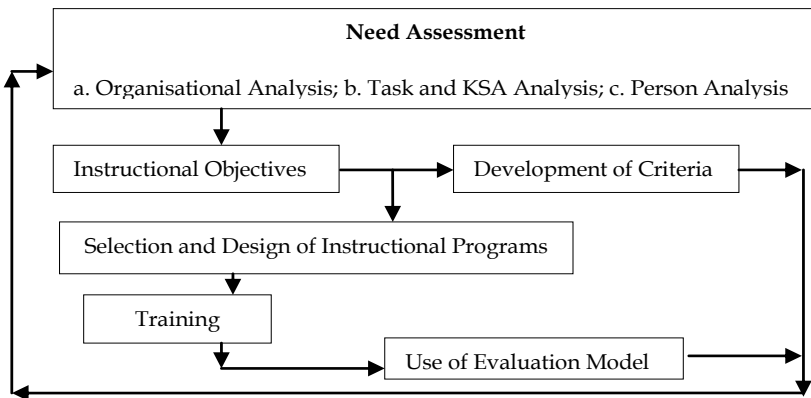 Need Assessment
a. Organisational Analysis; b. Task and KSA Analysis; c. Person Analysis
Instructional Objectives
Development of Criteria
Selection and Design of Instructional Programs
Training
Use of Evaluation Model